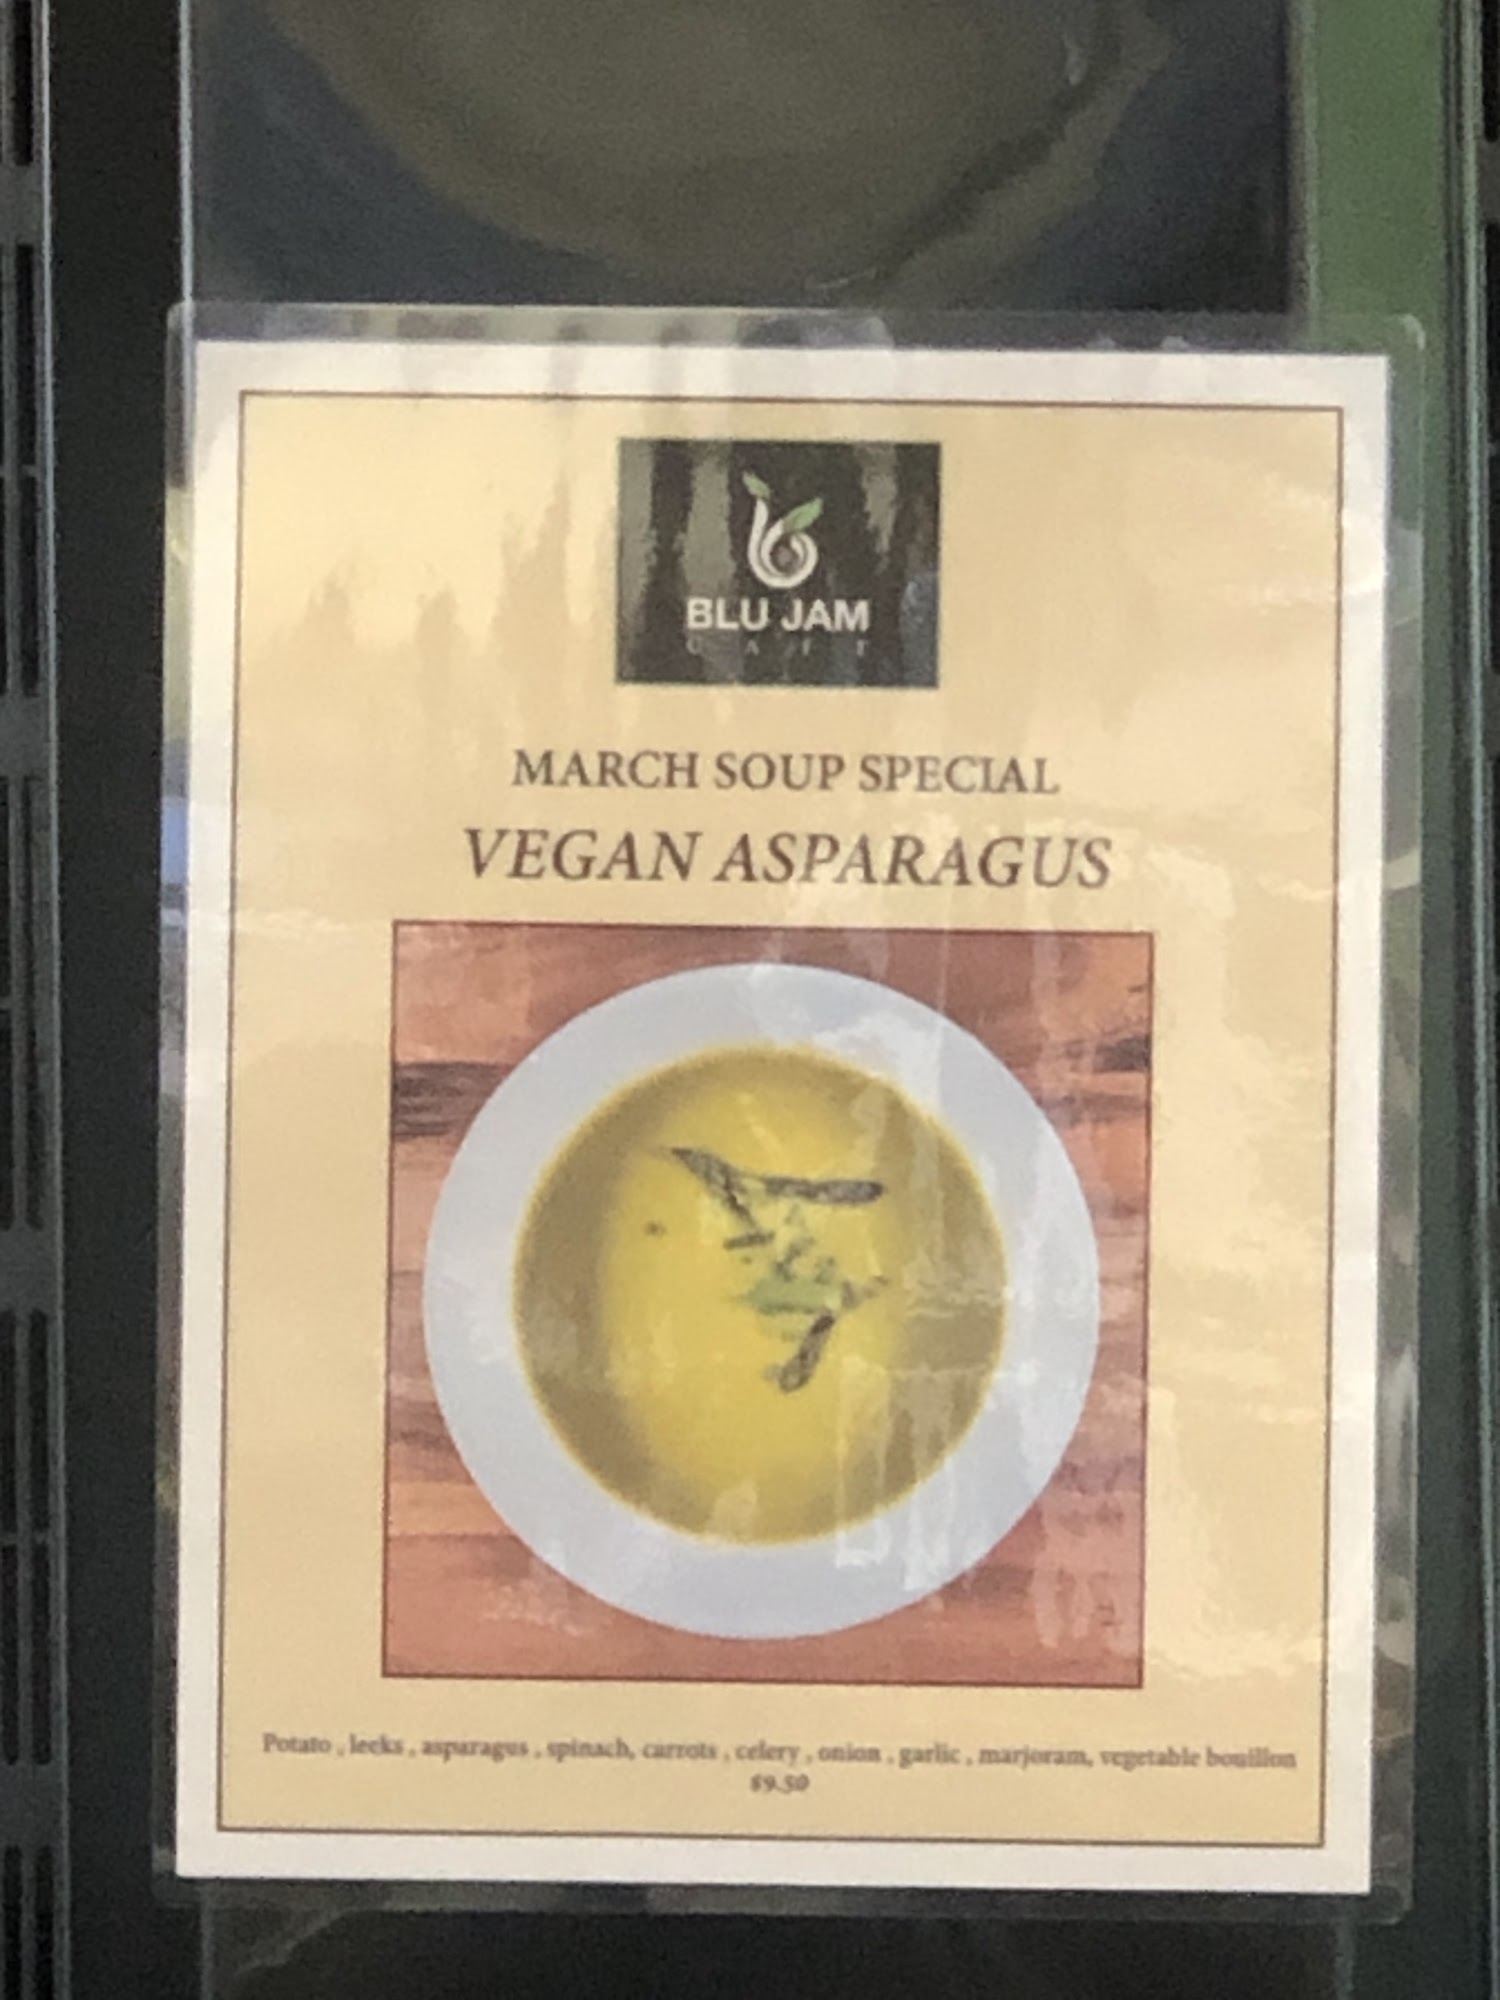 BLU JAM
CAFE
MARCH SOUP SPECIAL
VEGAN ASPARAGUS
Potato , leeks , asparagus , spinach, carrots , celery , onion , garlic , marjoram, vegetable bouillon
$9.50